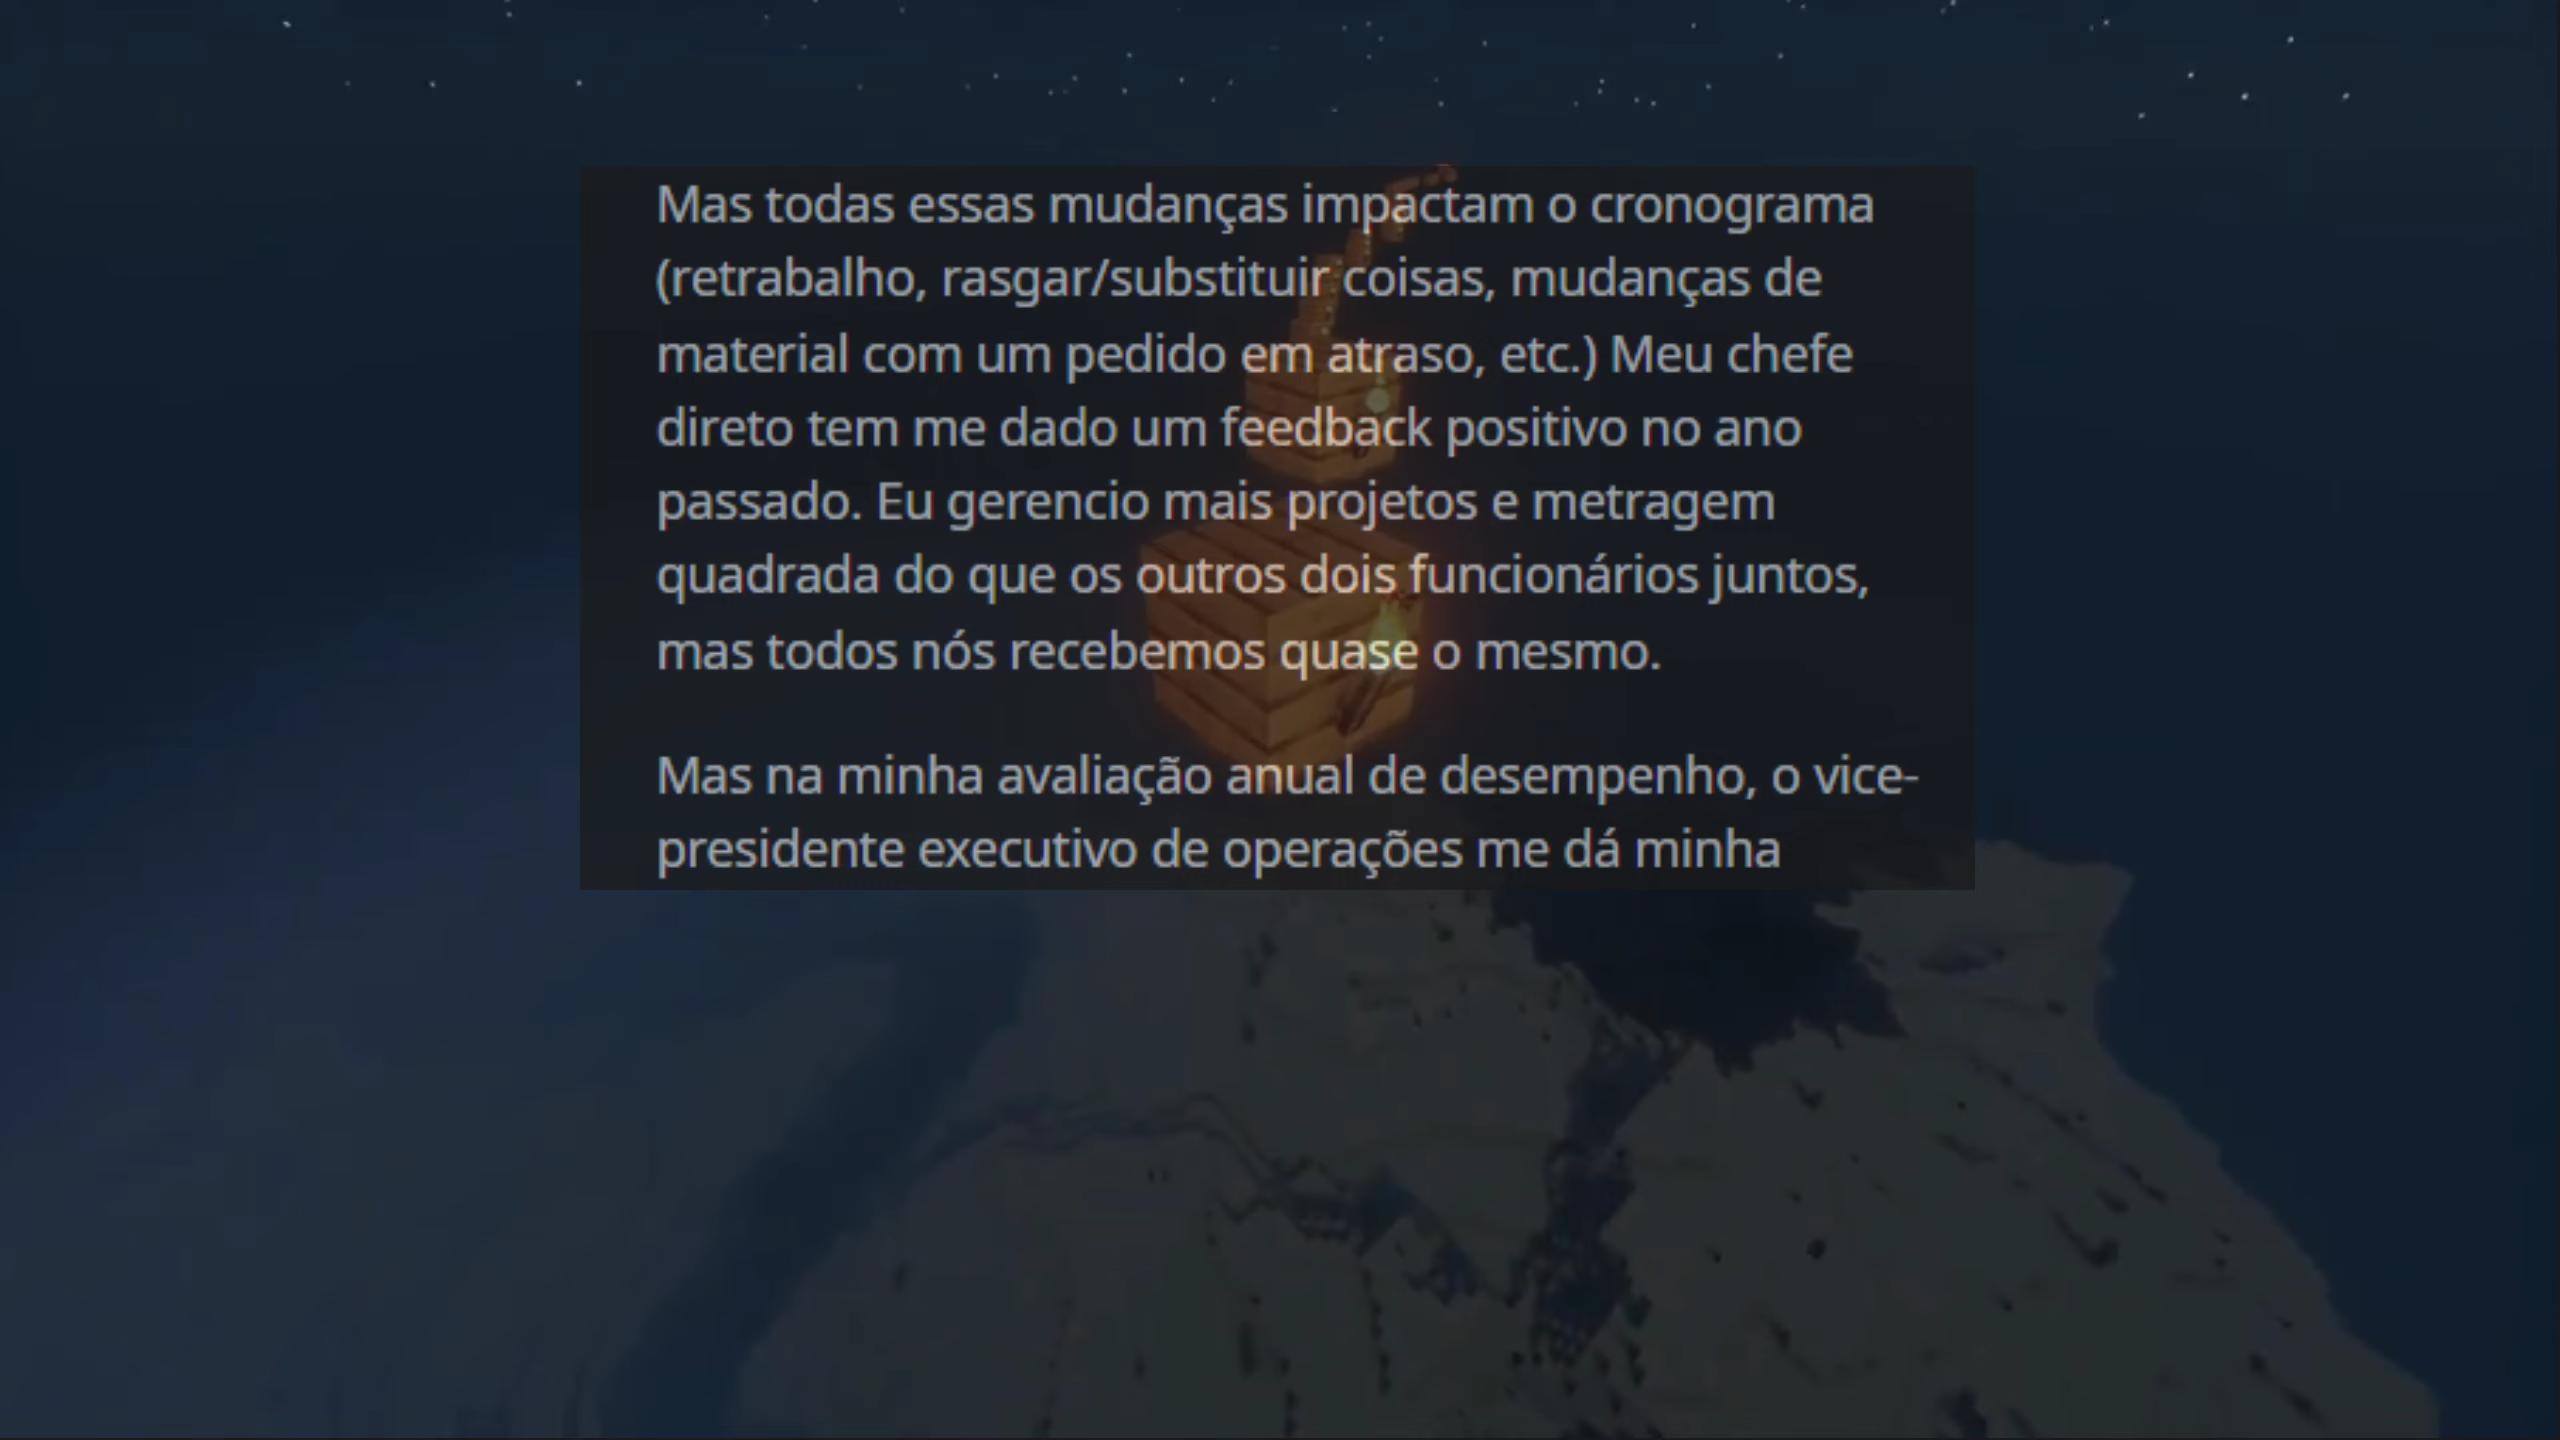 Mas todas essas mudanças impactam o cronograma
(retrabalho, rasgar/substituir coisas, mudanças de
material com um pedido em atraso, etc.) Meu chefe
direto tem me dado um feedback positivo no ano
passado. Eu gerencio mais projetos e metragem
quadrada do que os outros dois funcionários juntos,
mas todos nós recebemos quase o mesmo.
Mas na minha avaliação anual de desempenho, o vice-
presidente executivo de operações me dá minha